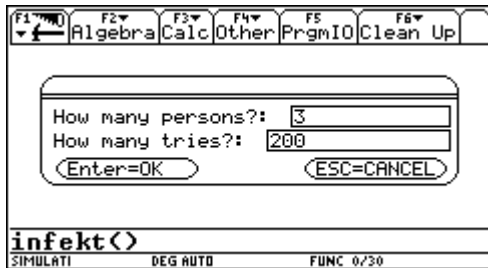 F1 F2 F3 F4 F5 F6
Algebra Calc Other PrgmIO Clean Up
How many persons?: 3
How many tries?: 200
Enter=OK ESC=CANCEL
infekt()
SIMULATI DEG AUTO FUNC 0/30